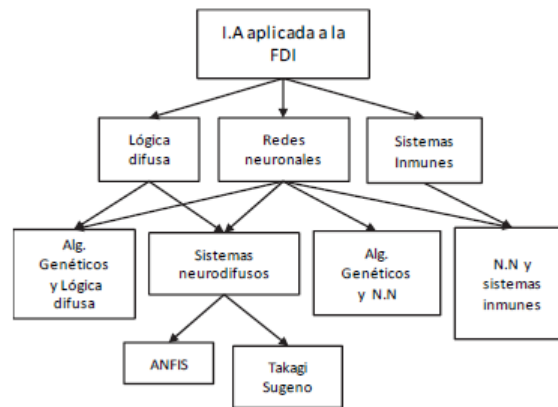 I.A aplicada a la
FDI
Lógica
difusa
Redes
neuronales
Sistemas
Inmunes
Alg.
Genéticos
y Lógica
difusa
Sistemas
neurodifusos
Alg.
Genéticos
y N.N
N.N y
sistemas
inmunes
ANFIS
Takagi
Sugeno